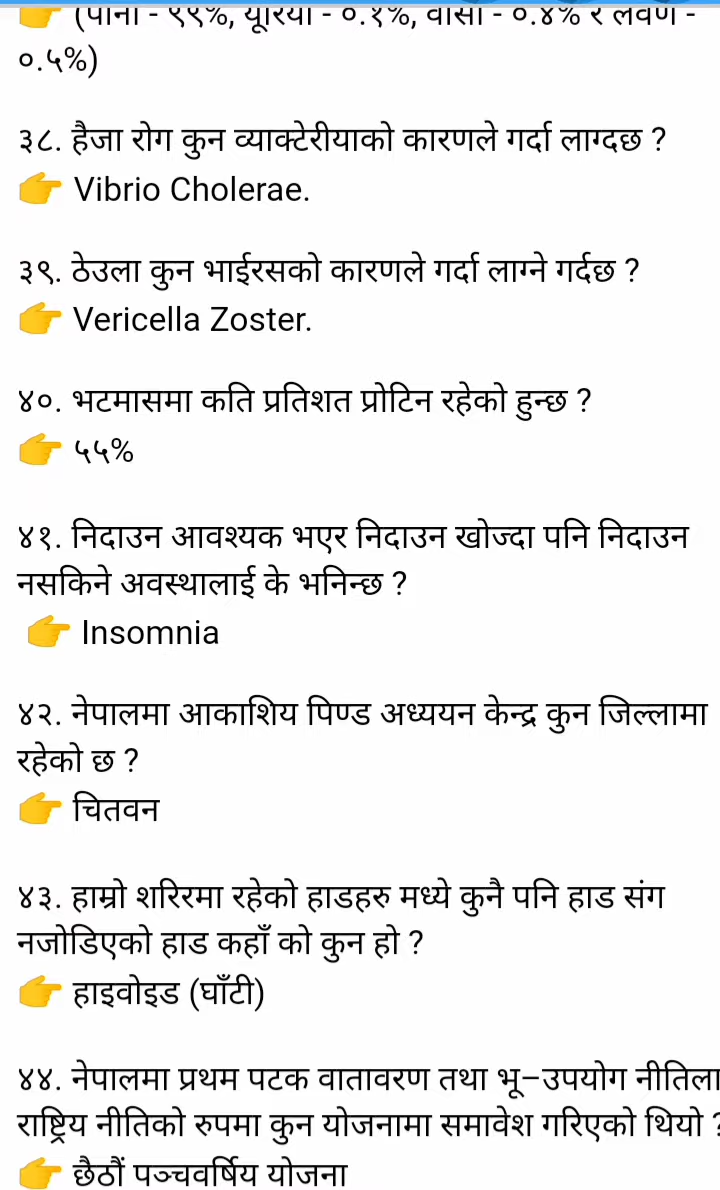 👉 (पानी - ९९%, यूरिया - ०.१%, वोसो - ०.४% र लवण -
०.५%)
३८. हैजा रोग कुन व्याक्टेरीयाको कारणले गर्दा लाग्दछ ?
👉 Vibrio Cholerae.
३९. ठेउला कुन भाईरसको कारणले गर्दा लाग्ने गर्दछ ?
👉 Vericella Zoster.
४०. भटमासमा कति प्रतिशत प्रोटिन रहेको हुन्छ ?
👉 ५५%
४१. निदाउन आवश्यक भएर निदाउन खोज्दा पनि निदाउन
नसकिने अवस्थालाई के भनिन्छ ?
👉 Insomnia
४२. नेपालमा आकाशिय पिण्ड अध्ययन केन्द्र कुन जिल्लामा
रहेको छ ?
👉 चितवन
४३. हाम्रो शरिरमा रहेको हाडहरु मध्ये कुनै पनि हाड संग
नजोडिएको हाड कहाँ को कुन हो ?
👉 हाइवोइड (घाँटी)
४४. नेपालमा प्रथम पटक वातावरण तथा भू–उपयोग नीतिला
राष्ट्रिय नीतिको रुपमा कुन योजनामा समावेश गरिएको थियो ?
👉 छैठौं पञ्चवर्षिय योजना